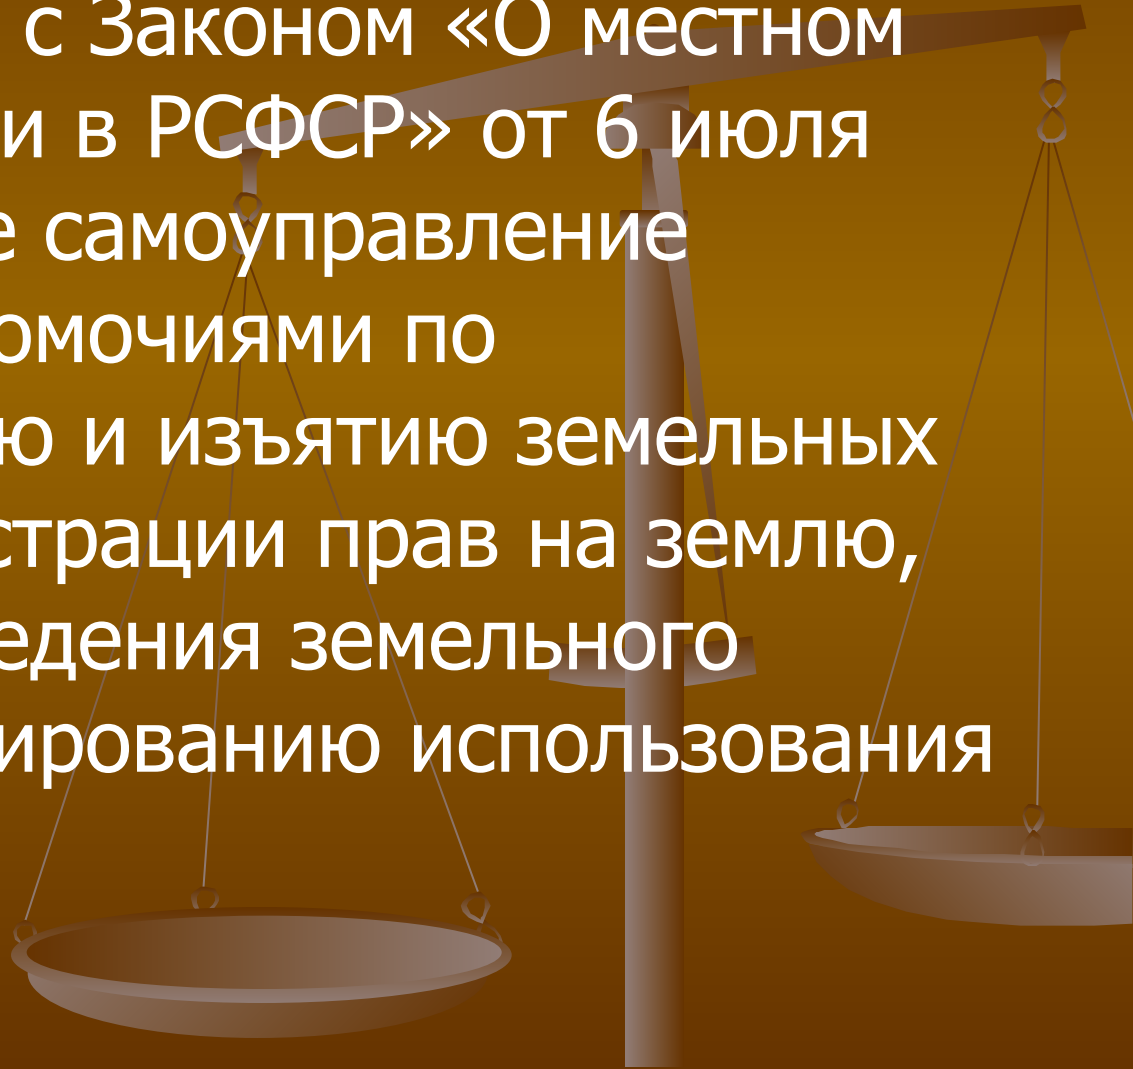 с Законом «О местном
и в РСФСР» от 6 июля
е самоуправление
омочиями по
ю и изъятию земельных
страции прав на землю,
едения земельного
ированию использования